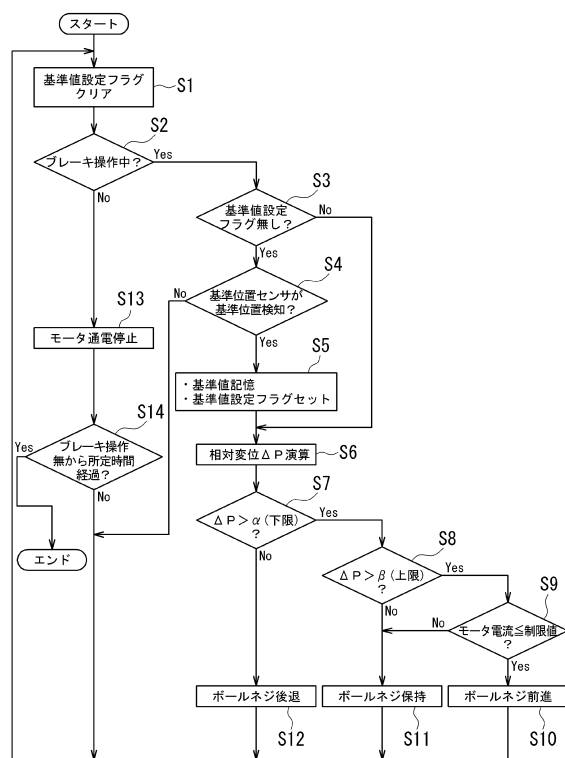 スタート
基準値設定フラグ
クリア
S1
S2
ブレーキ操作中？
Yes
No
S3
基準値設定
フラグ無し？
No
Yes
S4
基準位置センサが
基準位置検知？
No
Yes
S13
モータ通電停止
S5
・基準値記憶
・基準値設定フラグセット
S14
ブレーキ操作
無から所定時間
経過？
Yes
No
エンド
相対変位ΔP演算
S6
S7
ΔP＞α(下限)
？
Yes
No
S8
ΔP＞β(上限)
？
Yes
No
S9
モータ電流≦制限値
？
No
Yes
ボールネジ後退
S12
ボールネジ保持
S11
ボールネジ前進
S10